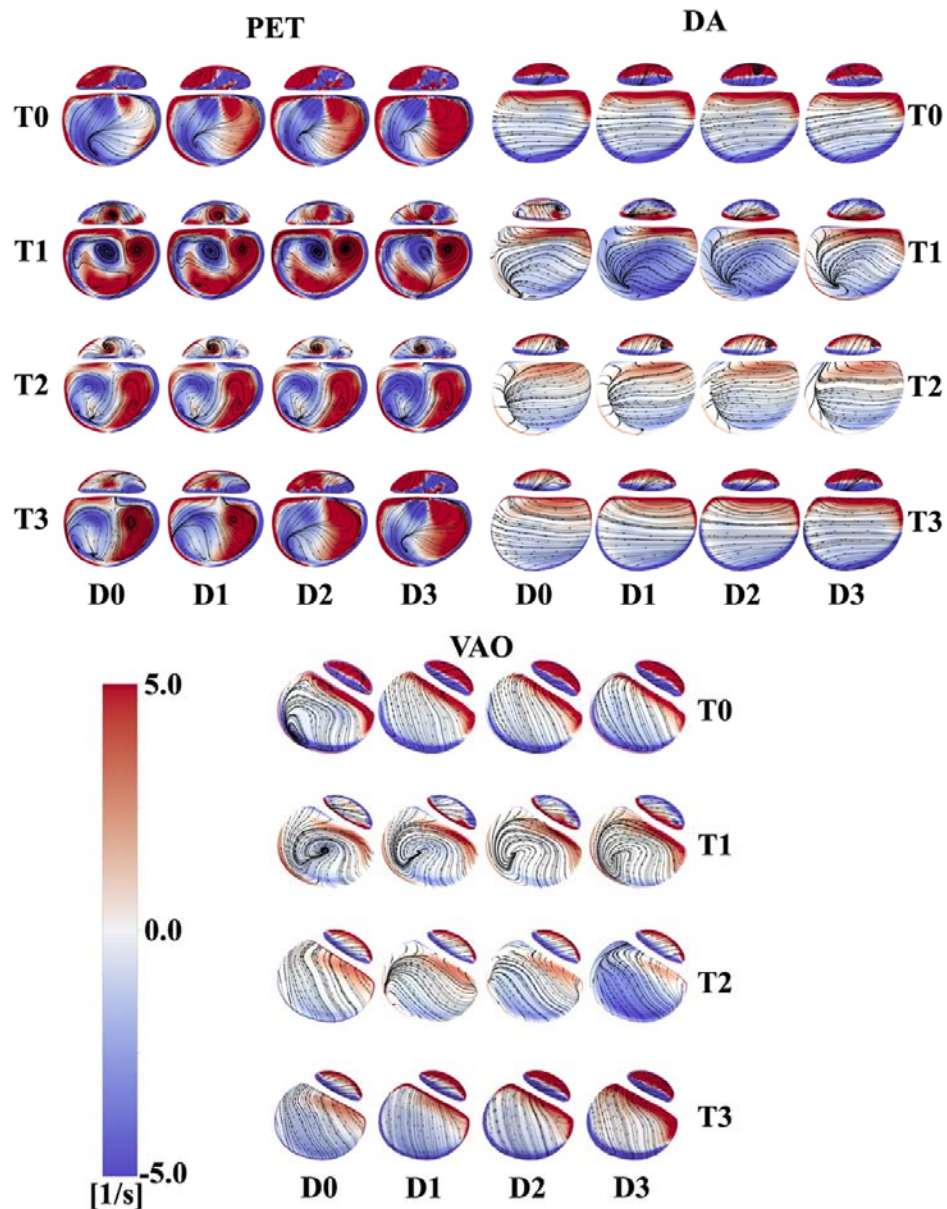 PET DA
T0 T0
T1 T1
T2 T2
T3 T3
D0 D1 D2 D3 D0 D1 D2 D3
VAO
5.0
T0
T1
0.0
T2
T3
-5.0
[1/s] D0 D1 D2 D3